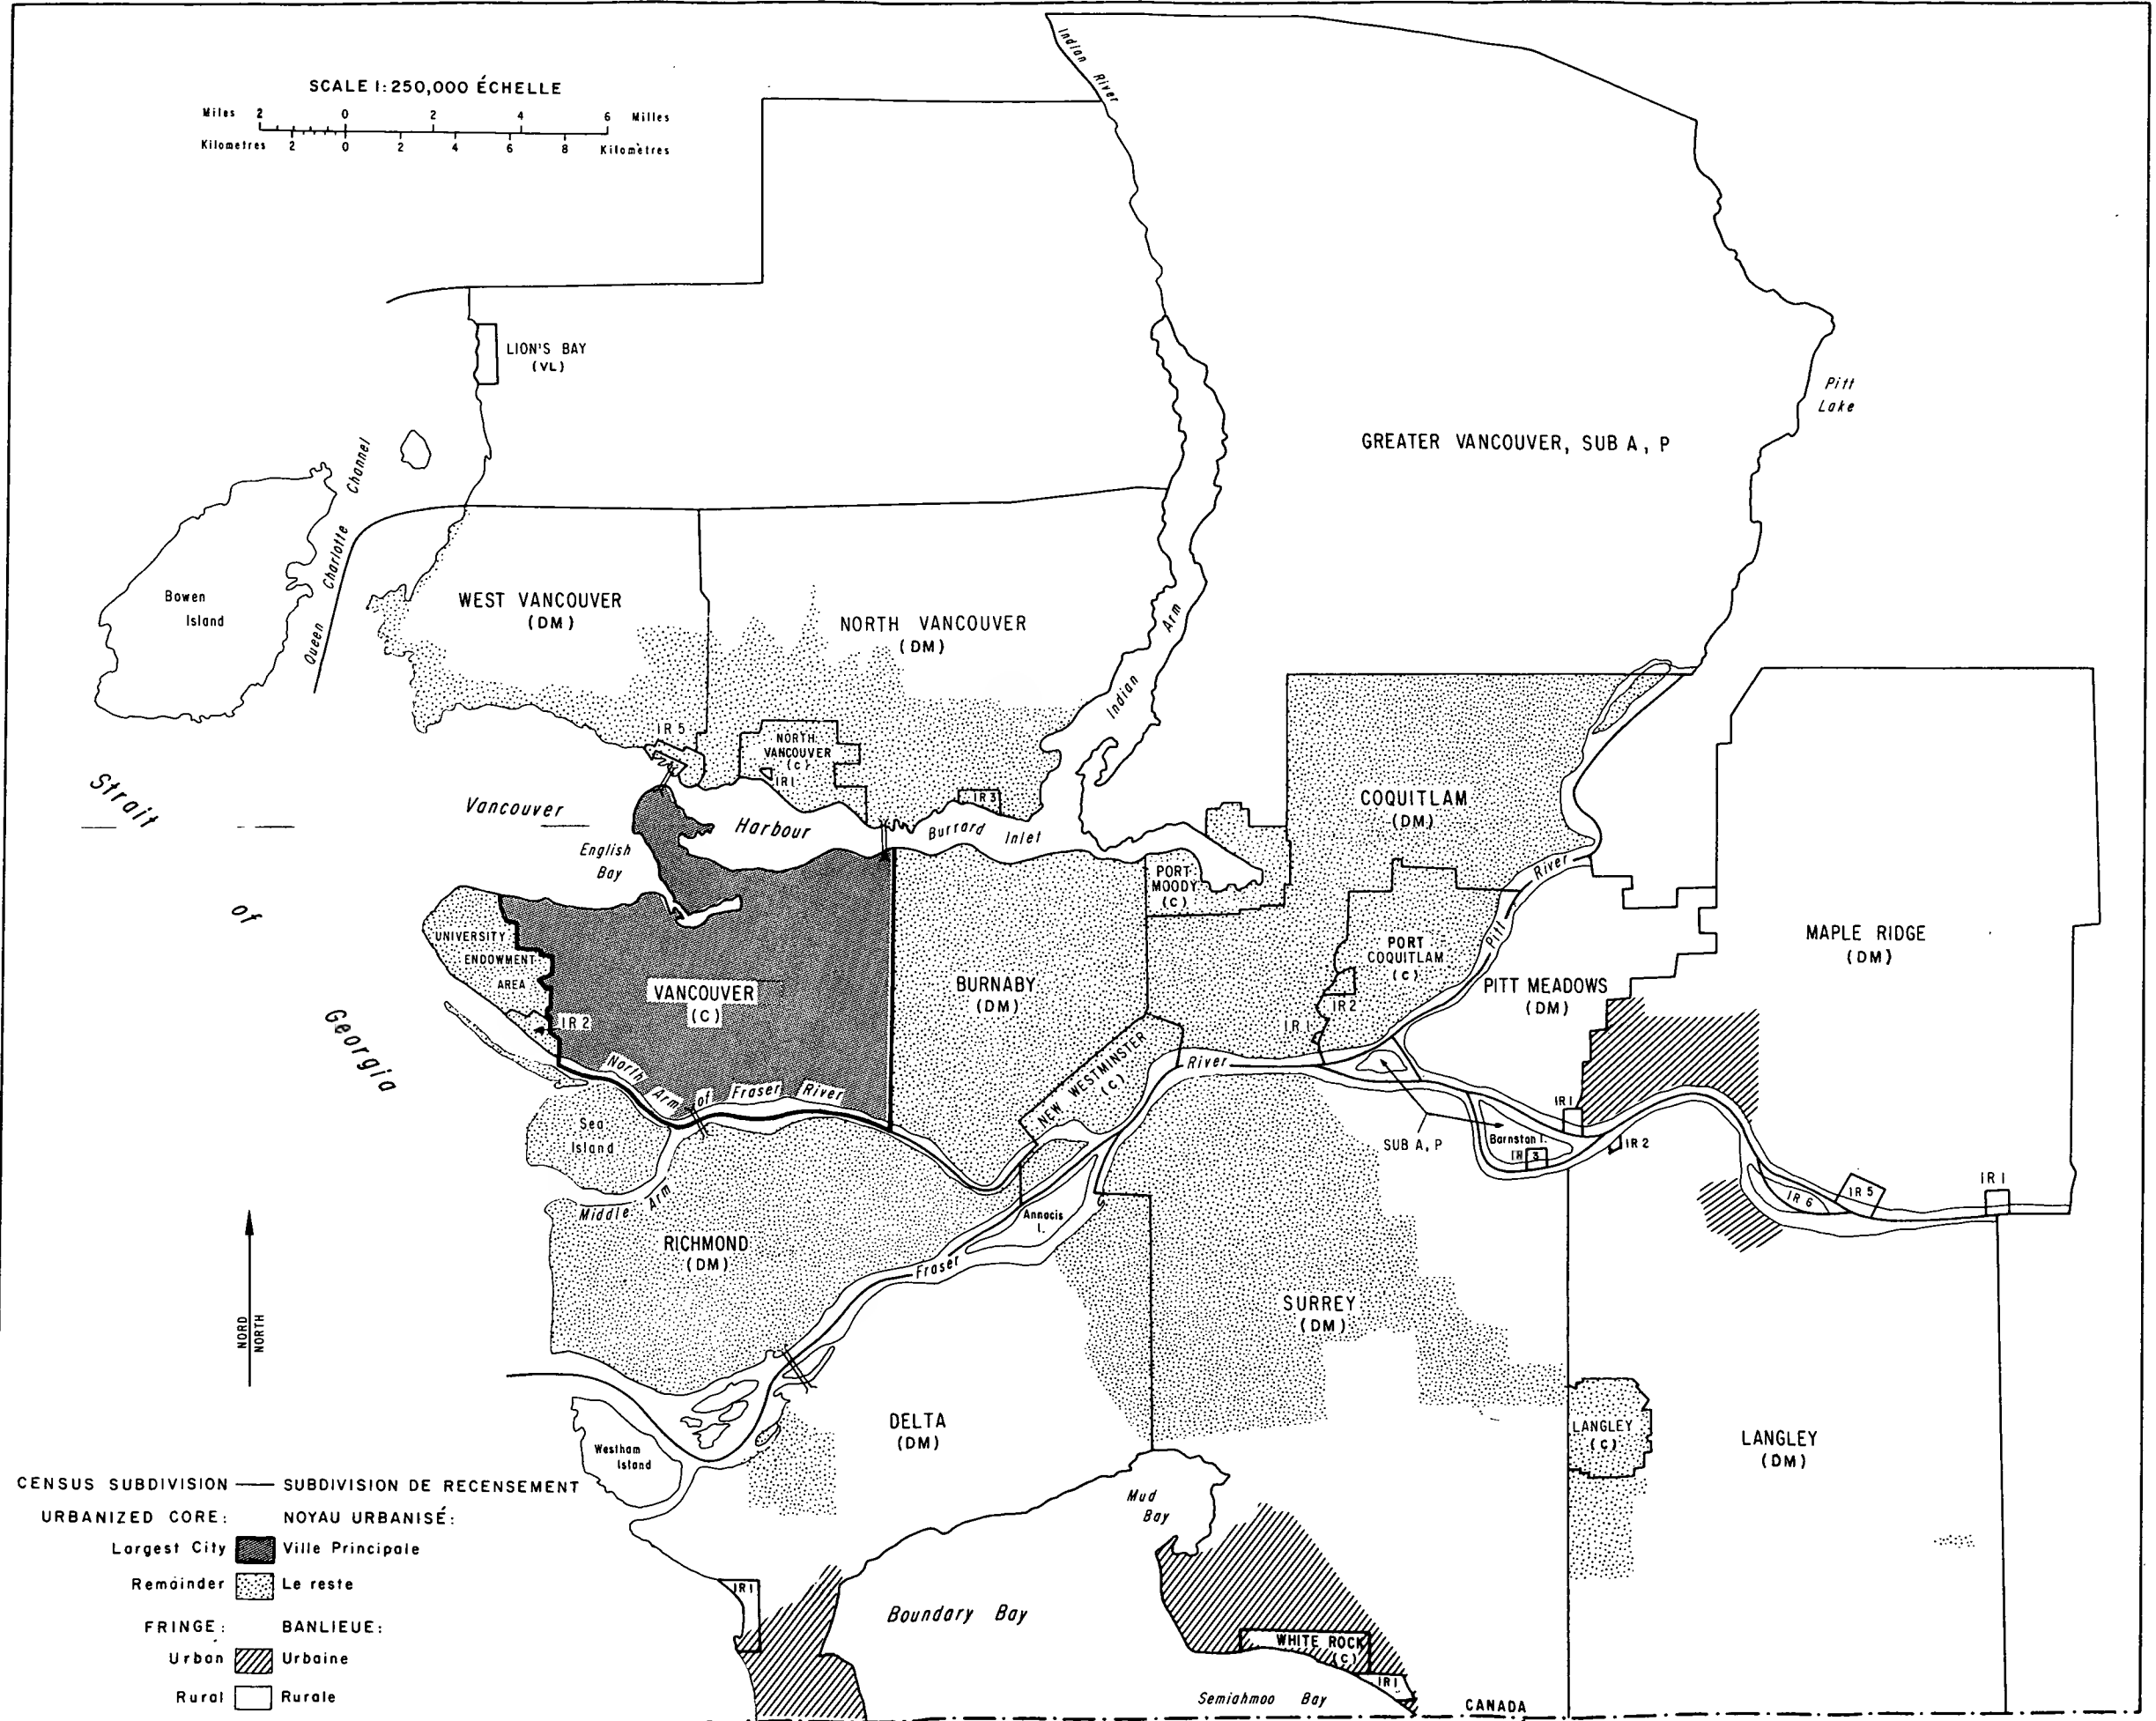 SCALE 1:250,000 ÉCHELLE
Miles 2 0 2 4 6 Milles
Kilometres 2 0 2 4 6 8 Kilomètres
Indian River
LION'S BAY
(VL)
Pitt
Lake
GREATER VANCOUVER, SUB A, P
Queen Charlotte Channel
Bowen
Island
WEST VANCOUVER
(DM)
NORTH VANCOUVER
(DM)
Indian Arm
IR 5
NORTH
VANCOUVER
(C)
IR I
IR 3
Strait of Georgia
Vancouver Harbour
Burrard Inlet
English
Bay
COQUITLAM
(DM)
PORT
MOODY
(C)
Pitt River
UNIVERSITY
ENDOWMENT
AREA
IR 2
VANCOUVER
(C)
BURNABY
(DM)
PORT
COQUITLAM
(C)
IR 2
IR I
PITT MEADOWS
(DM)
MAPLE RIDGE
(DM)
North Arm of Fraser River
NEW WESTMINSTER
(C)
River
Sea
Island
Middle Arm
SUB A, P
IR I
Barnston I.
IR 3
IR 2
IR 6
IR 5
IR I
Annacis
I.
RICHMOND
(DM)
Fraser
SURREY
(DM)
NORD
NORTH
DELTA
(DM)
LANGLEY
(C)
LANGLEY
(DM)
Westham
Island
Mud
Bay
IR I
Boundary Bay
WHITE ROCK
(C)
IR I
Semiahmoo Bay
CANADA
CENSUS SUBDIVISION SUBDIVISION DE RECENSEMENT
URBANIZED CORE: NOYAU URBANISÉ:
Largest City Ville Principale
Remainder Le reste
FRINGE: BANLIEUE:
Urban Urbaine
Rural Rurale